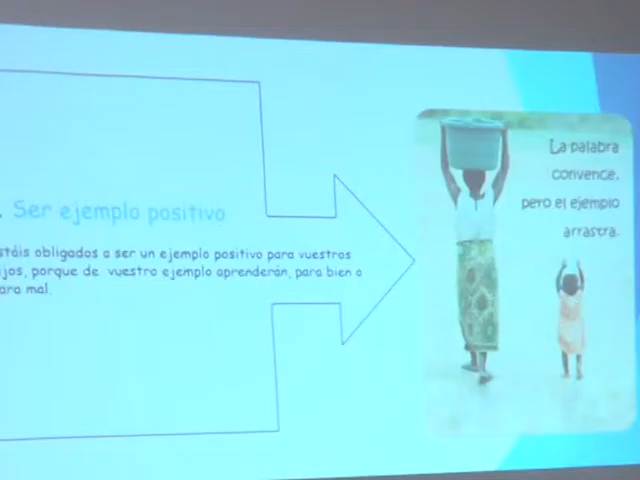 . Ser ejemplo positivo
stáis obligados a ser un ejemplo positivo para vuestros
ijos, porque de vuestro ejemplo aprenderán, para bien o
ara mal.
La palabra
convence,
pero el ejemplo
arrastra.